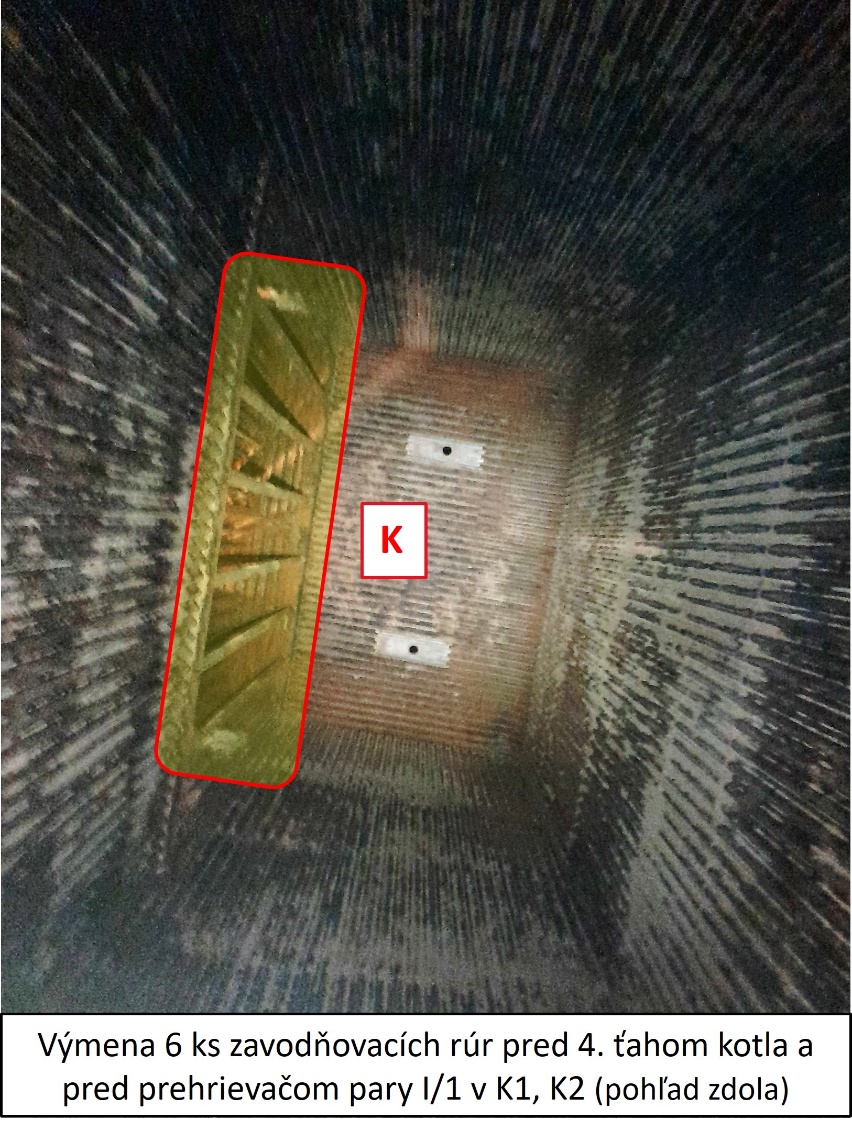 K
Výmena 6 ks zavodňovacích rúr pred 4. ťahom kotla a
pred prehrievačom pary I/1 v K1, K2 (pohľad zdola)